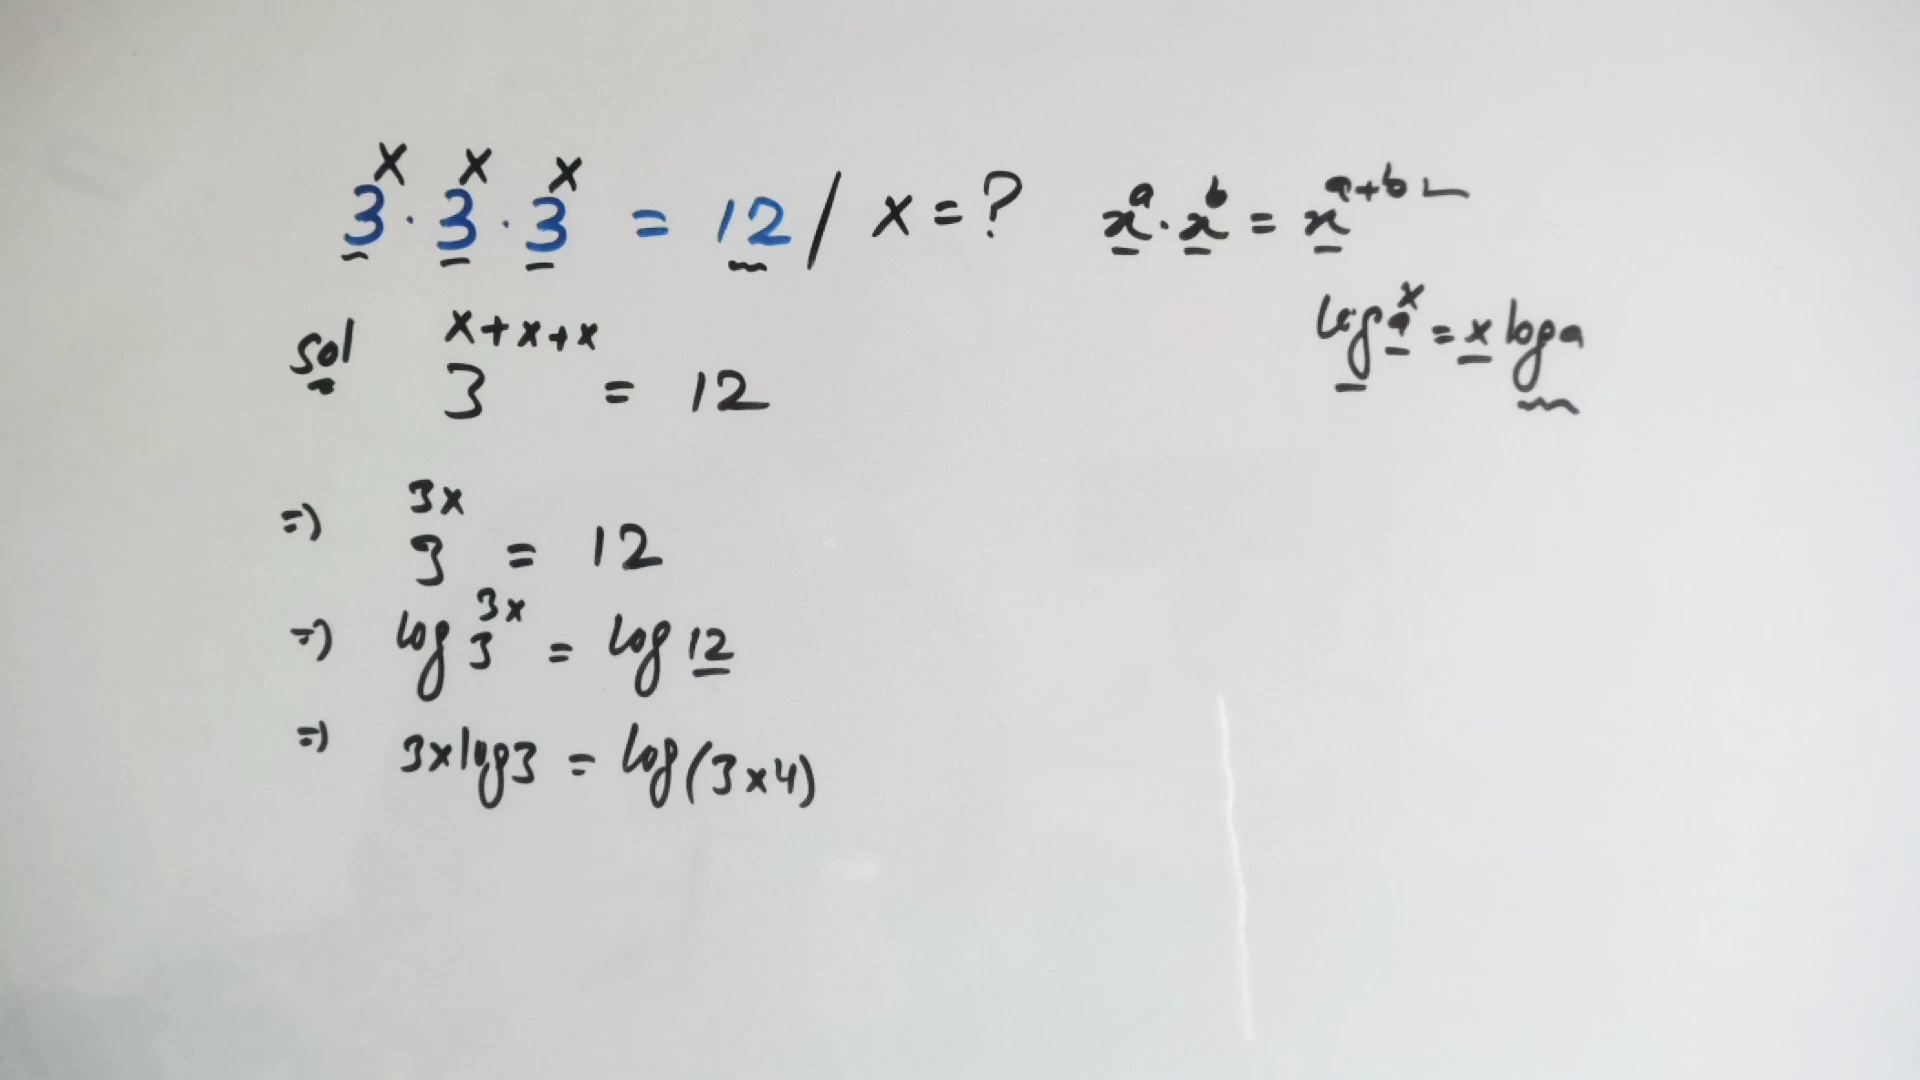 3^x · 3^x · 3^x = 12 / x = ? x^a · x^b = x^(a+b)
log a^x = x log a
sol 3^(x+x+x) = 12
=) 3^(3x) = 12
=) log 3^(3x) = log 12
=) 3x log 3 = log (3 x 4)